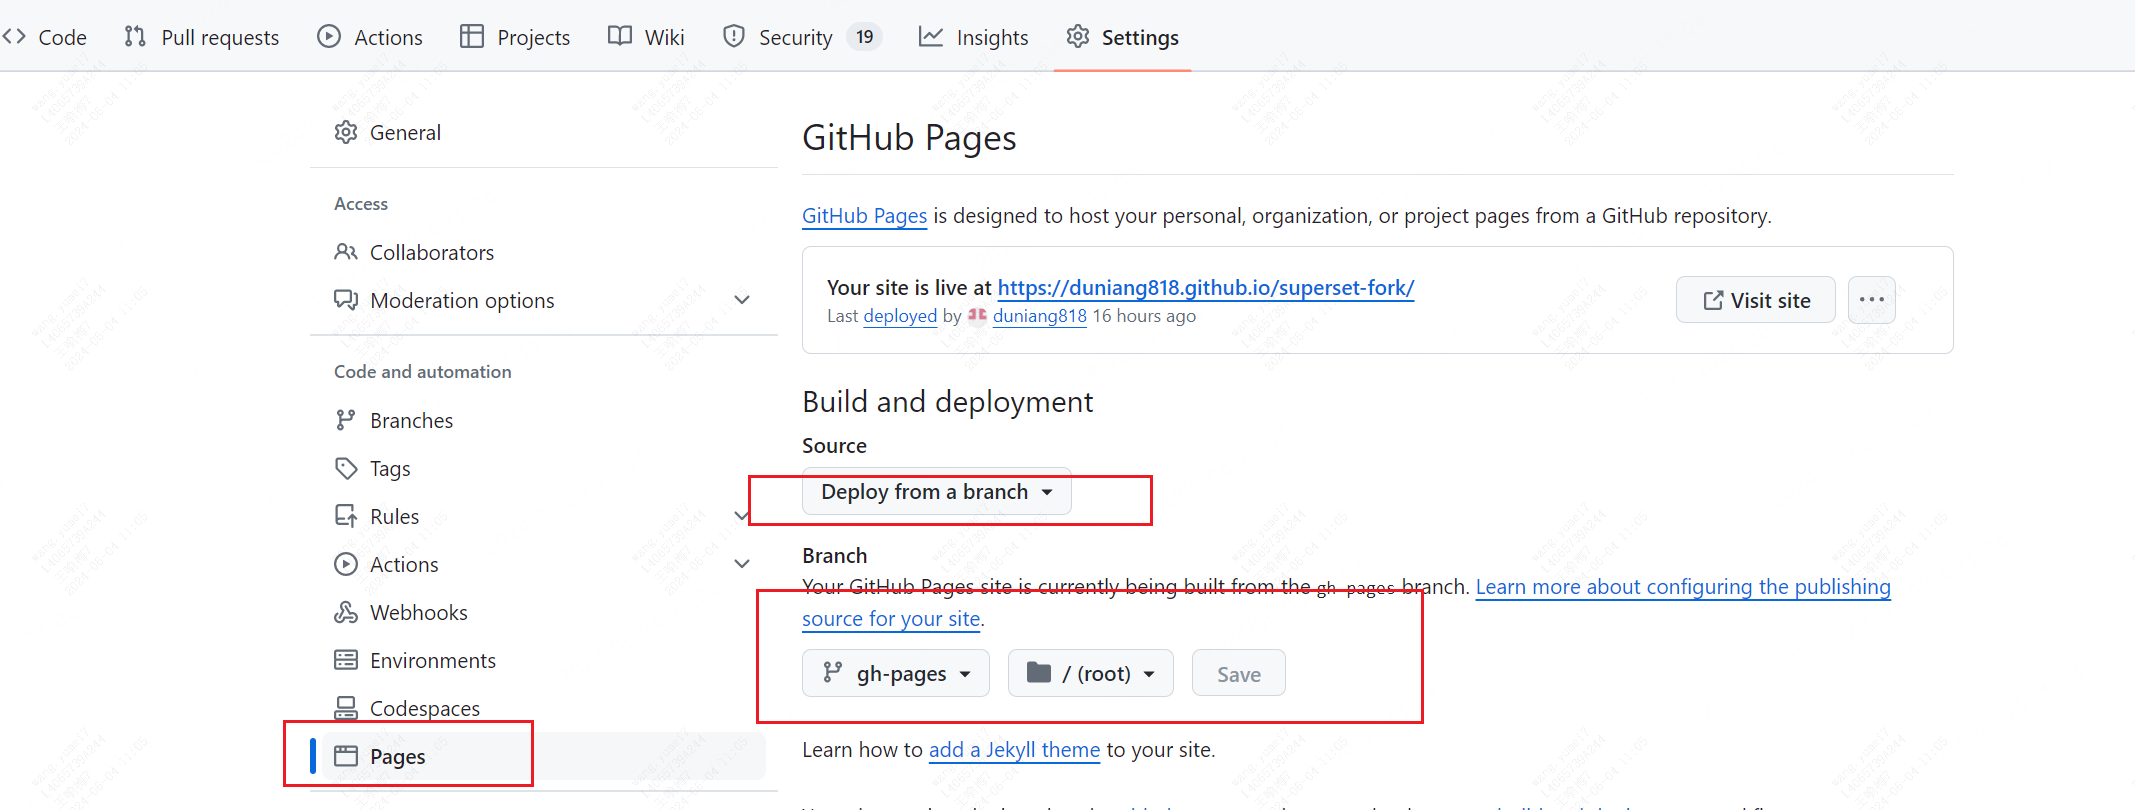 Code Pull requests Actions Projects Wiki Security 19 Insights Settings
General
Access
Collaborators
Moderation options
Code and automation
Branches
Tags
Rules
Actions
Webhooks
Environments
Codespaces
Pages
GitHub Pages
GitHub Pages is designed to host your personal, organization, or project pages from a GitHub repository.
Your site is live at https://duniang818.github.io/superset-fork/
Last deployed by duniang818 16 hours ago
Visit site
Build and deployment
Source
Deploy from a branch
Branch
Your GitHub Pages site is currently being built from the gh-pages branch. Learn more about configuring the publishing
source for your site.
gh-pages / (root) Save
Learn how to add a Jekyll theme to your site.